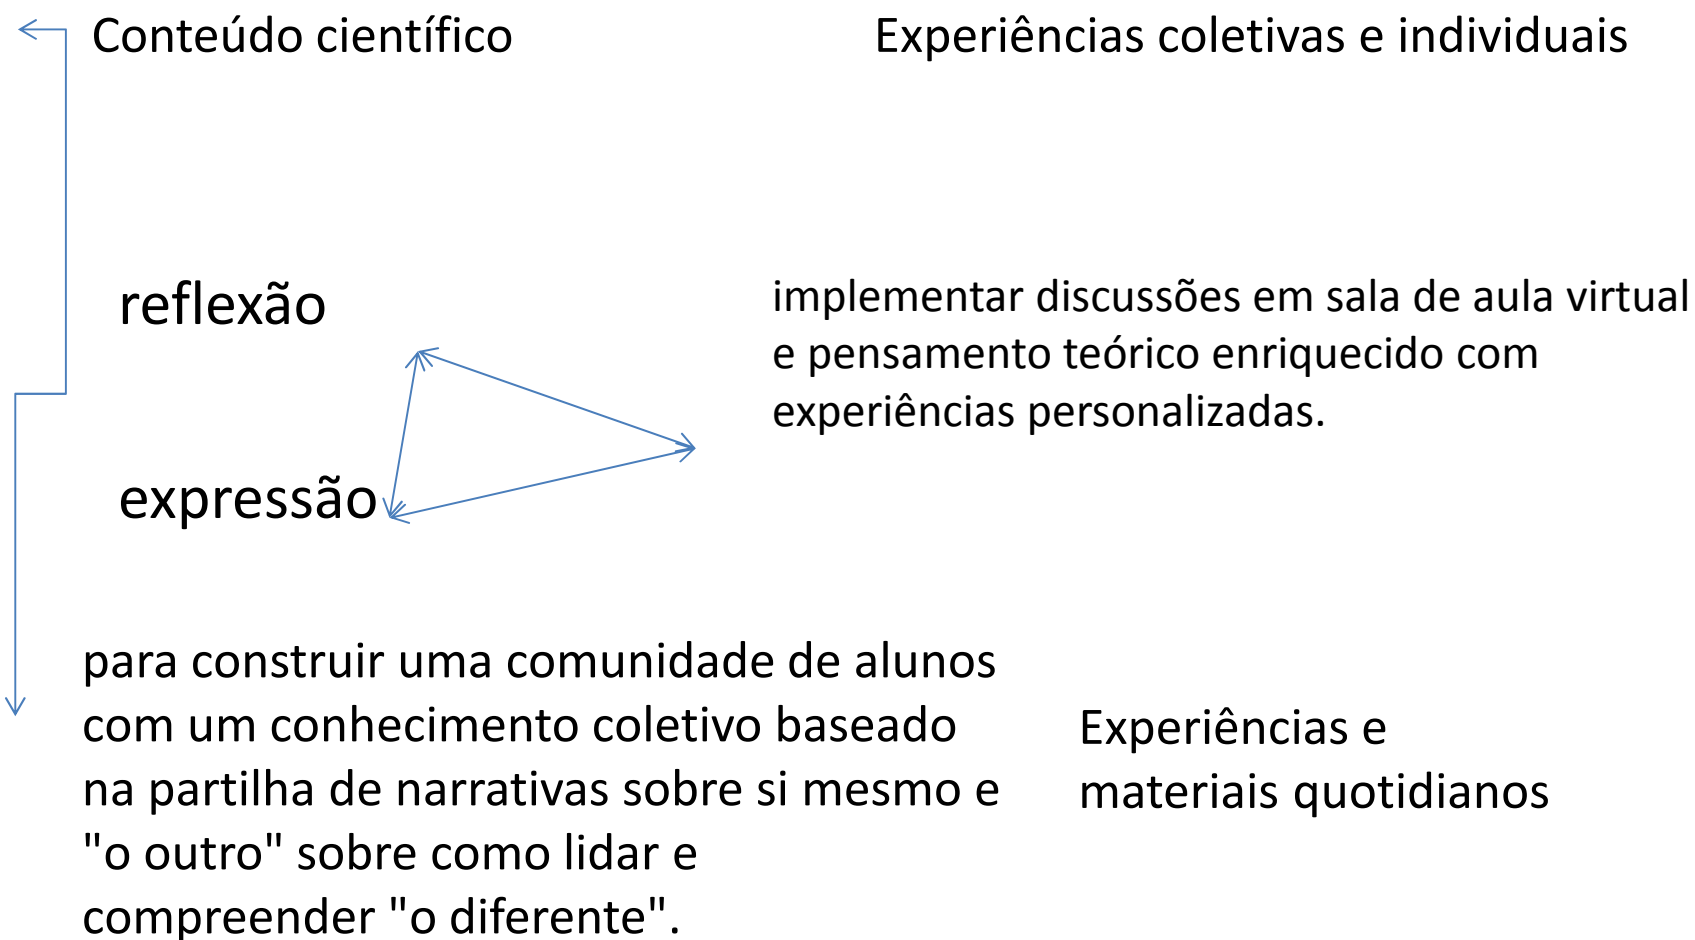 Conteúdo científico
Experiências coletivas e individuais
reflexão
implementar discussões em sala de aula virtual
e pensamento teórico enriquecido com
experiências personalizadas.
expressão
para construir uma comunidade de alunos
com um conhecimento coletivo baseado
na partilha de narrativas sobre si mesmo e
"o outro" sobre como lidar e
compreender "o diferente".
Experiências e
materiais quotidianos